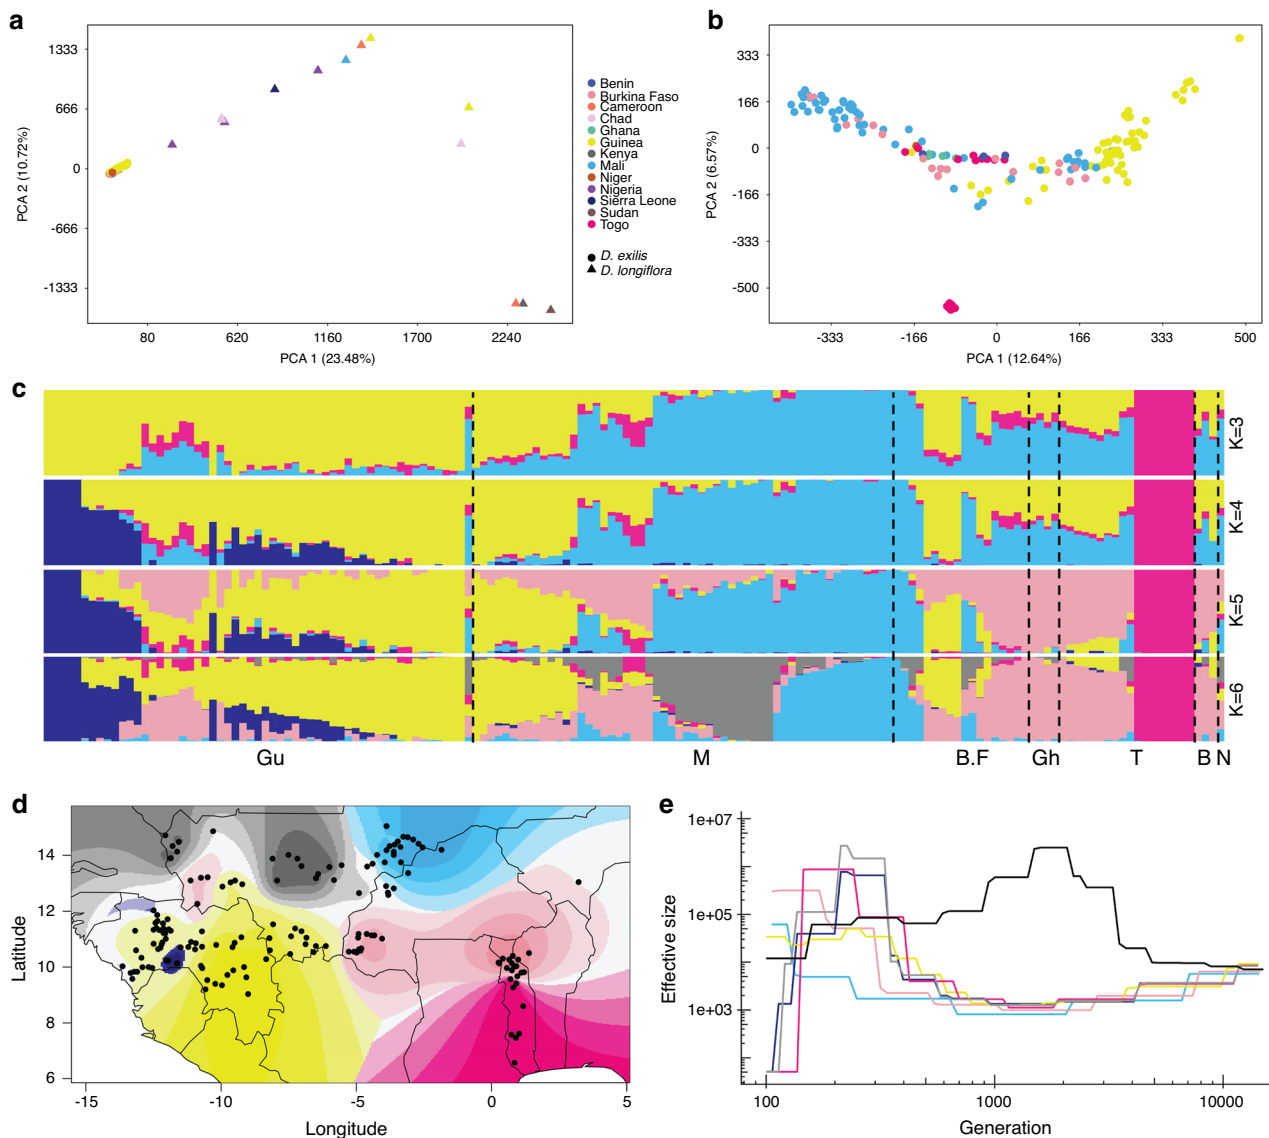 a
1333
666
0
-666
-1333
PCA 2 (10.72%)
80
620
1160
1700
2240
PCA 1 (23.48%)
Benin
Burkina Faso
Cameroon
Chad
Ghana
Guinea
Kenya
Mali
Niger
Nigeria
Sierra Leone
Sudan
Togo
D. exilis
D. longiflora
b
333
166
0
-166
-333
-500
PCA 2 (6.57%)
-333
-166
0
166
333
500
PCA 1 (12.64%)
c
K=3
K=4
K=5
K=6
Gu
M
B.F
Gh
T
B
N
d
14
12
10
8
6
Latitude
-15
-10
-5
0
5
Longitude
e
1e+07
1e+05
1e+03
Effective size
100
1000
10000
Generation